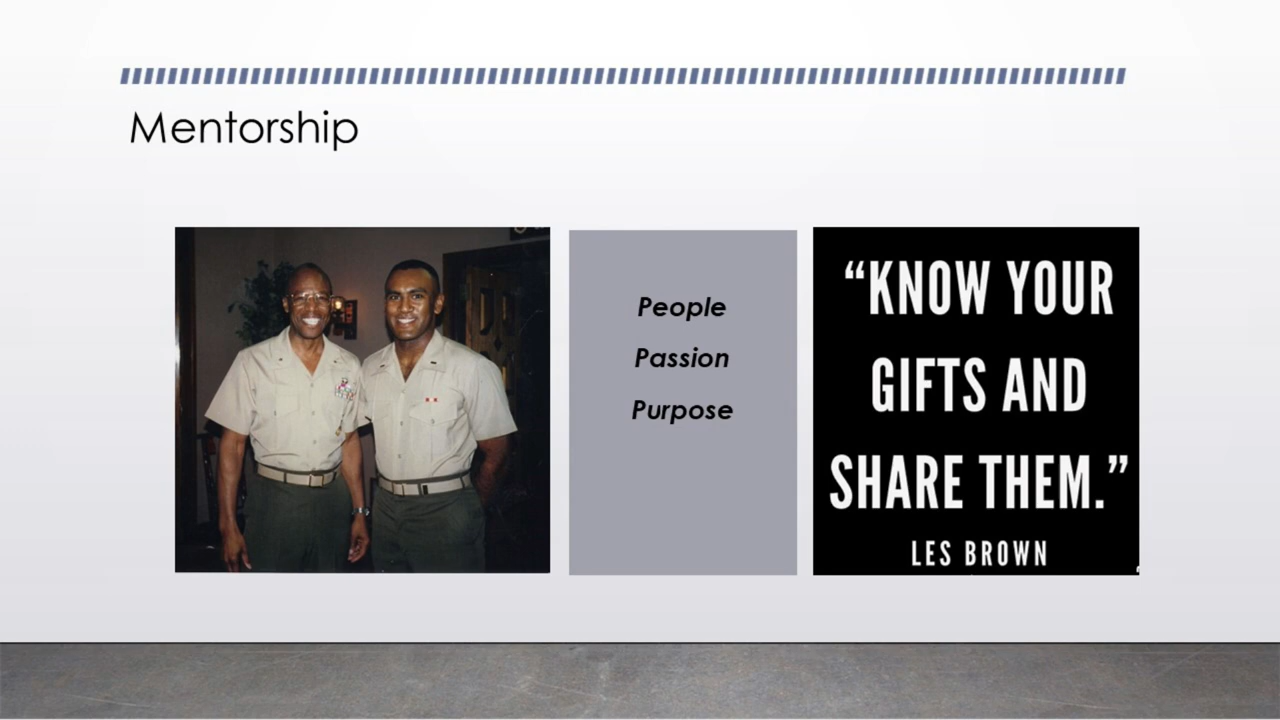 Mentorship
People
Passion
Purpose
“KNOW YOUR
GIFTS AND
SHARE THEM.”
LES BROWN